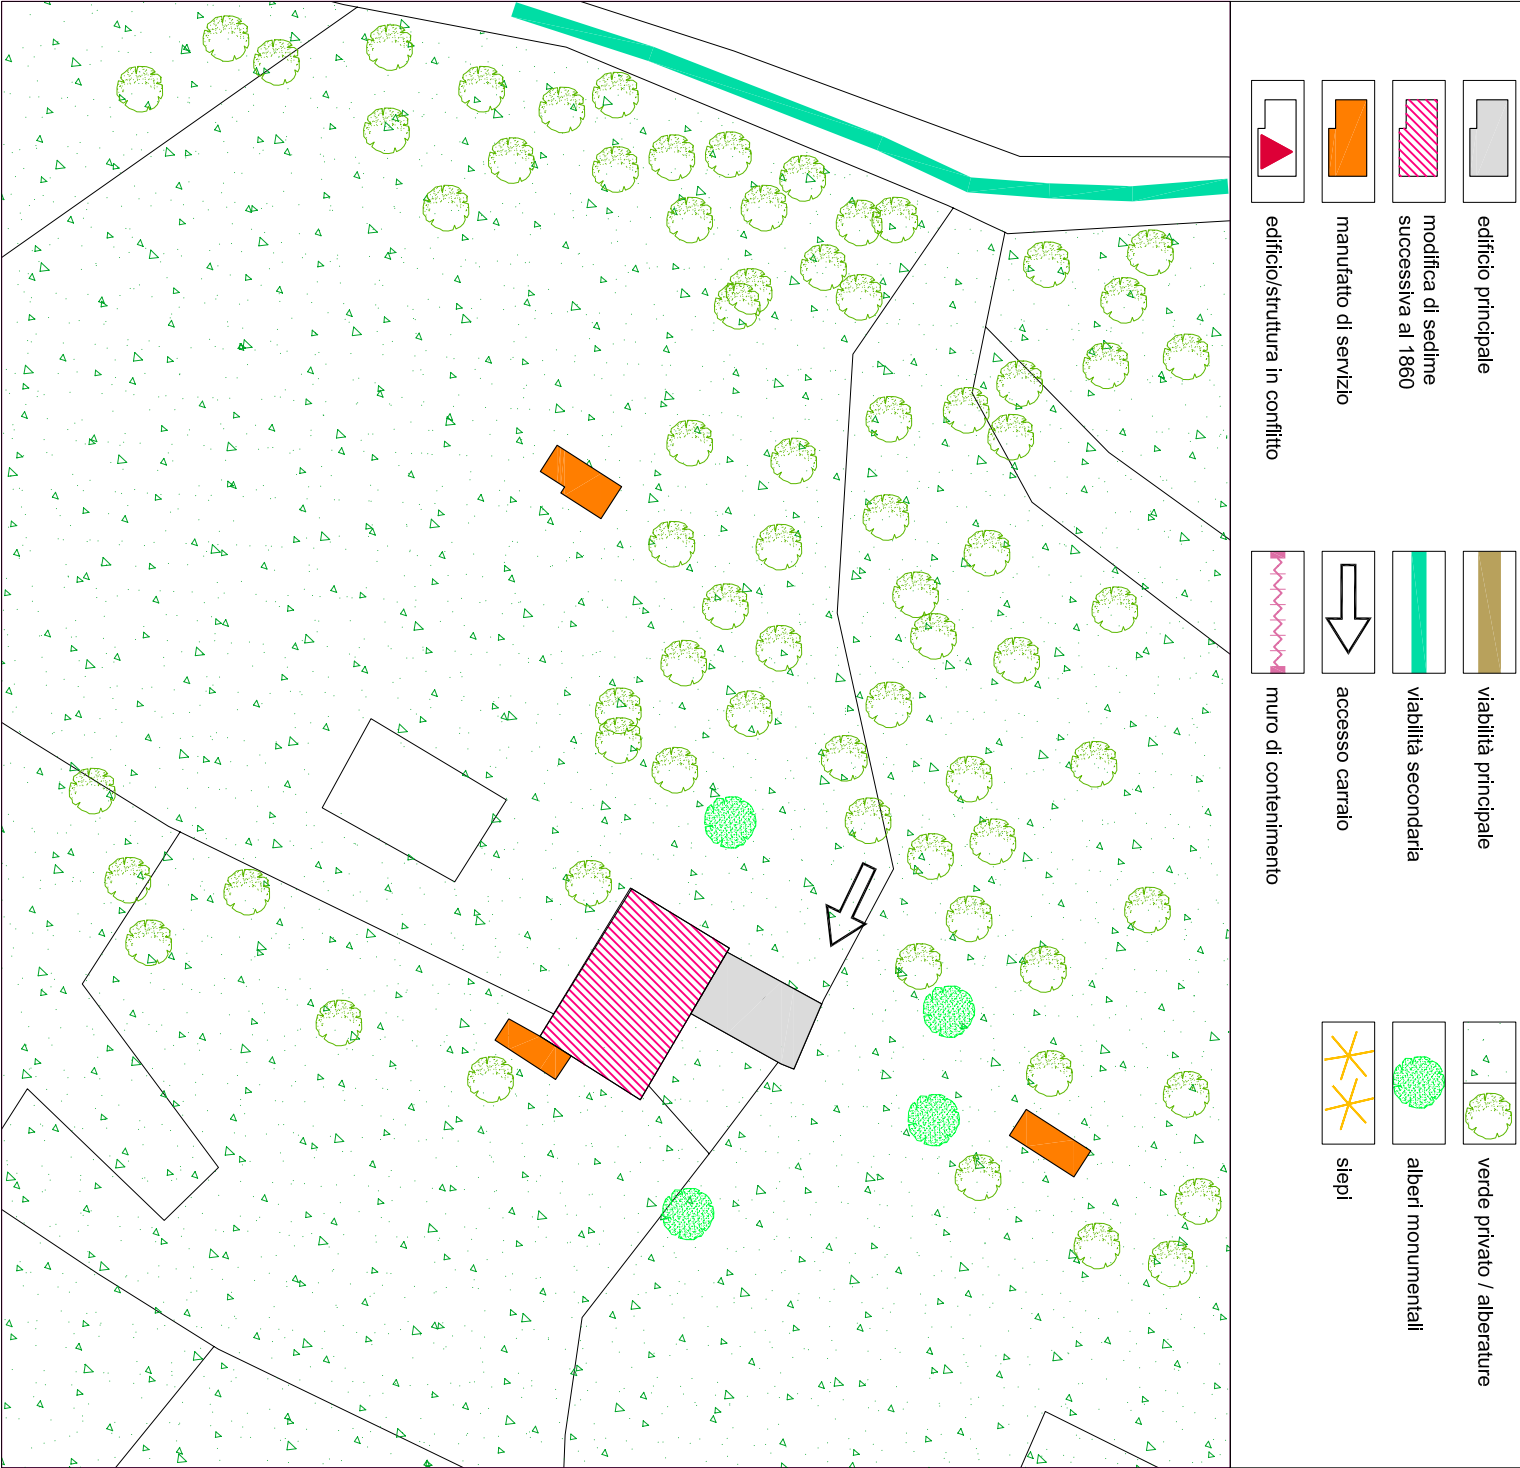 edificio principale
modifica di sedime
successiva al 1860
manufatto di servizio
edificio/struttura in conflitto
viabilità principale
viabilità secondaria
accesso carraio
muro di contenimento
verde privato / alberature
alberi monumentali
siepi